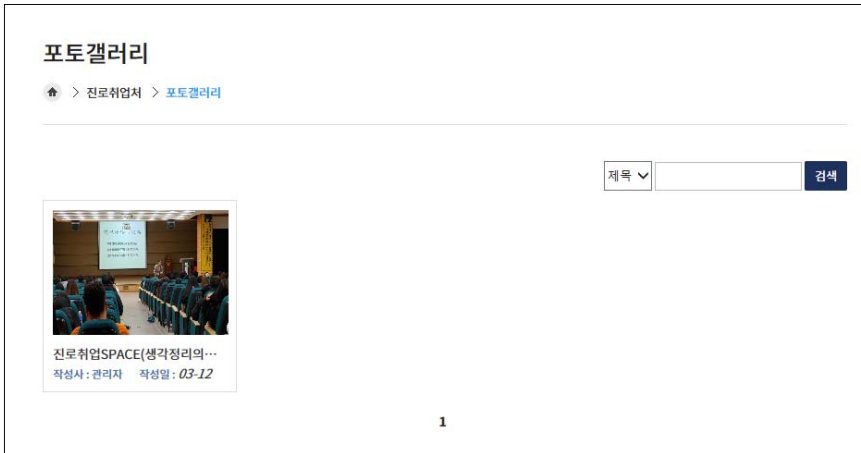 포토갤러리
> 진로취업처 > 포토갤러리
제목 검색
진로취업SPACE(생각정리의…
작성사 : 관리자 작성일 : 03-12
1